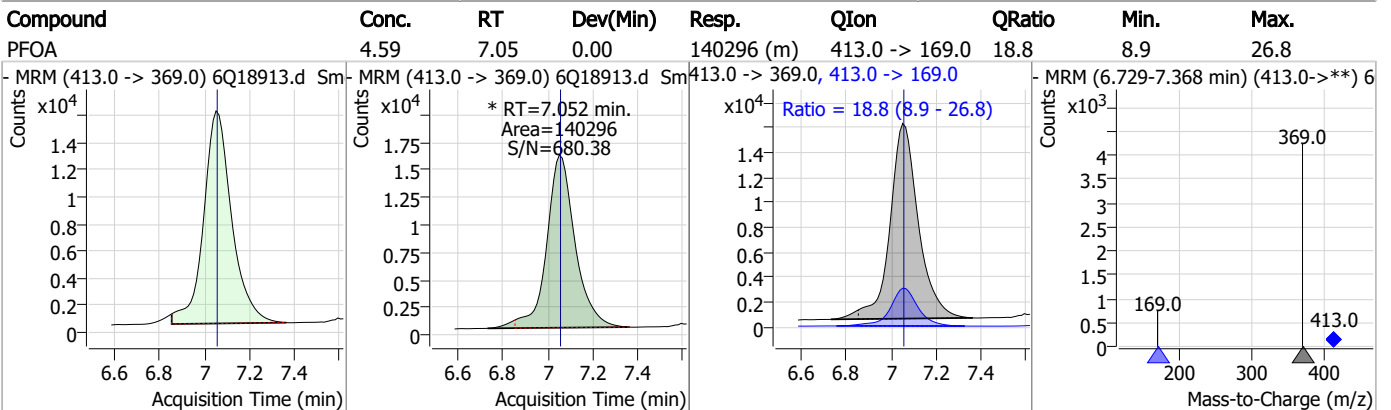 Compound Conc. RT Dev(Min) Resp. QIon QRatio Min. Max.
PFOA 4.59 7.05 0.00 140296 (m) 413.0 -> 169.0 18.8 8.9 26.8
- MRM (413.0 -> 369.0) 6Q18913.d Sm
Counts
x10⁴
1.4
1.2
1
0.8
0.6
0.4
0.2
0
6.6 6.8 7 7.2 7.4
Acquisition Time (min)
- MRM (413.0 -> 369.0) 6Q18913.d Sm
Counts
x10⁴
* RT=7.052 min.
Area=140296
S/N=680.38
1.75
1.5
1.25
1
0.75
0.5
0.25
0
6.6 6.8 7 7.2 7.4
Acquisition Time (min)
413.0 -> 369.0, 413.0 -> 169.0
Counts
x10⁴
Ratio = 18.8 (8.9 - 26.8)
1.4
1.2
1
0.8
0.6
0.4
0.2
0
6.6 6.8 7 7.2 7.4
Acquisition Time (min)
- MRM (6.729-7.368 min) (413.0->**) 6
Counts
x10³
369.0
4
3.5
3
2.5
2
1.5
1
0.5
0
169.0
413.0
200 300 400
Mass-to-Charge (m/z)